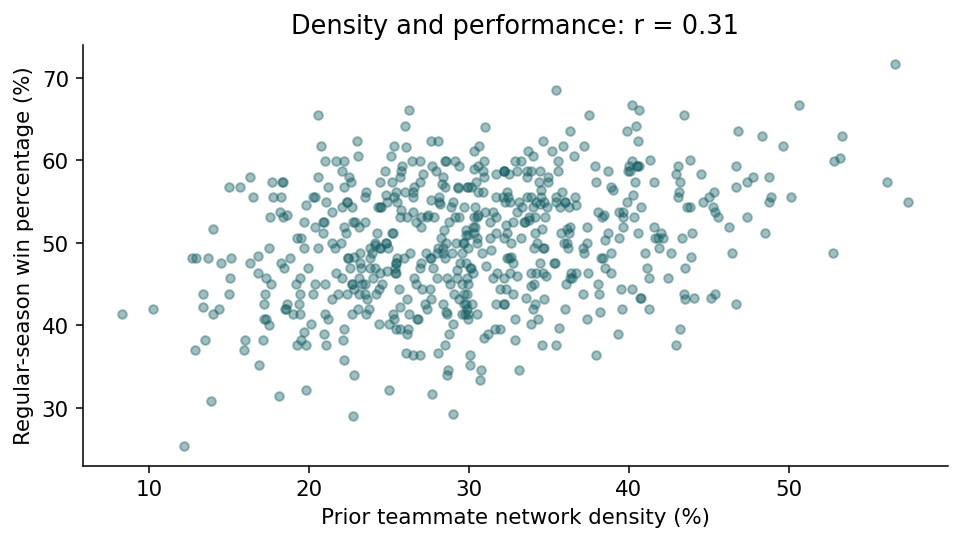 Density and performance: r = 0.31
Regular-season win percentage (%)
70
60
50
40
30
10 20 30 40 50
Prior teammate network density (%)